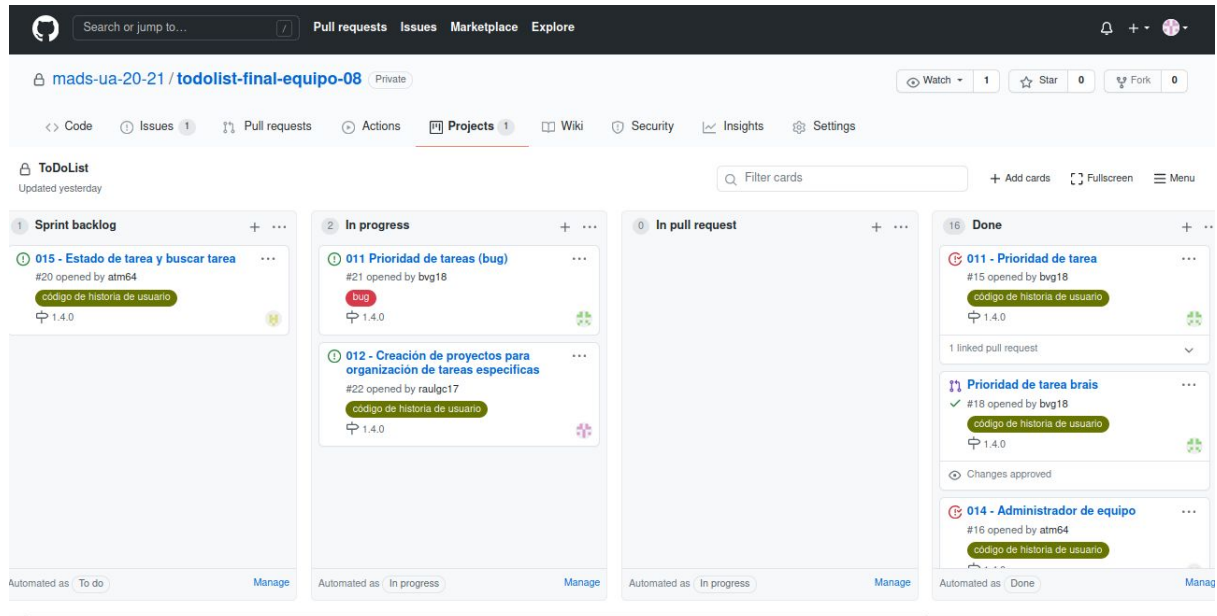 Search or jump to... /
Pull requests Issues Marketplace Explore
mads-ua-20-21 / todolist-final-equipo-08 Private
Watch 1 Star 0 Fork 0
Code Issues 1 Pull requests Actions Projects 1 Wiki Security Insights Settings
ToDoList
Updated yesterday
Filter cards
+ Add cards Fullscreen Menu
1 Sprint backlog + ...
015 - Estado de tarea y buscar tarea ...
#20 opened by atm64
código de historia de usuario
1.4.0
Automated as To do Manage
2 In progress + ...
011 Prioridad de tareas (bug) ...
#21 opened by bvg18
bug
1.4.0
012 - Creación de proyectos para ...
organización de tareas especificas
#22 opened by raulgc17
código de historia de usuario
1.4.0
Automated as In progress Manage
0 In pull request + ...
Automated as In progress Manage
16 Done + ..
011 - Prioridad de tarea ...
#15 opened by bvg18
código de historia de usuario
1.4.0
1 linked pull request
Prioridad de tarea brais ...
#18 opened by bvg18
código de historia de usuario
1.4.0
Changes approved
014 - Administrador de equipo ...
#16 opened by atm64
código de historia de usuario
Automated as Done Manag